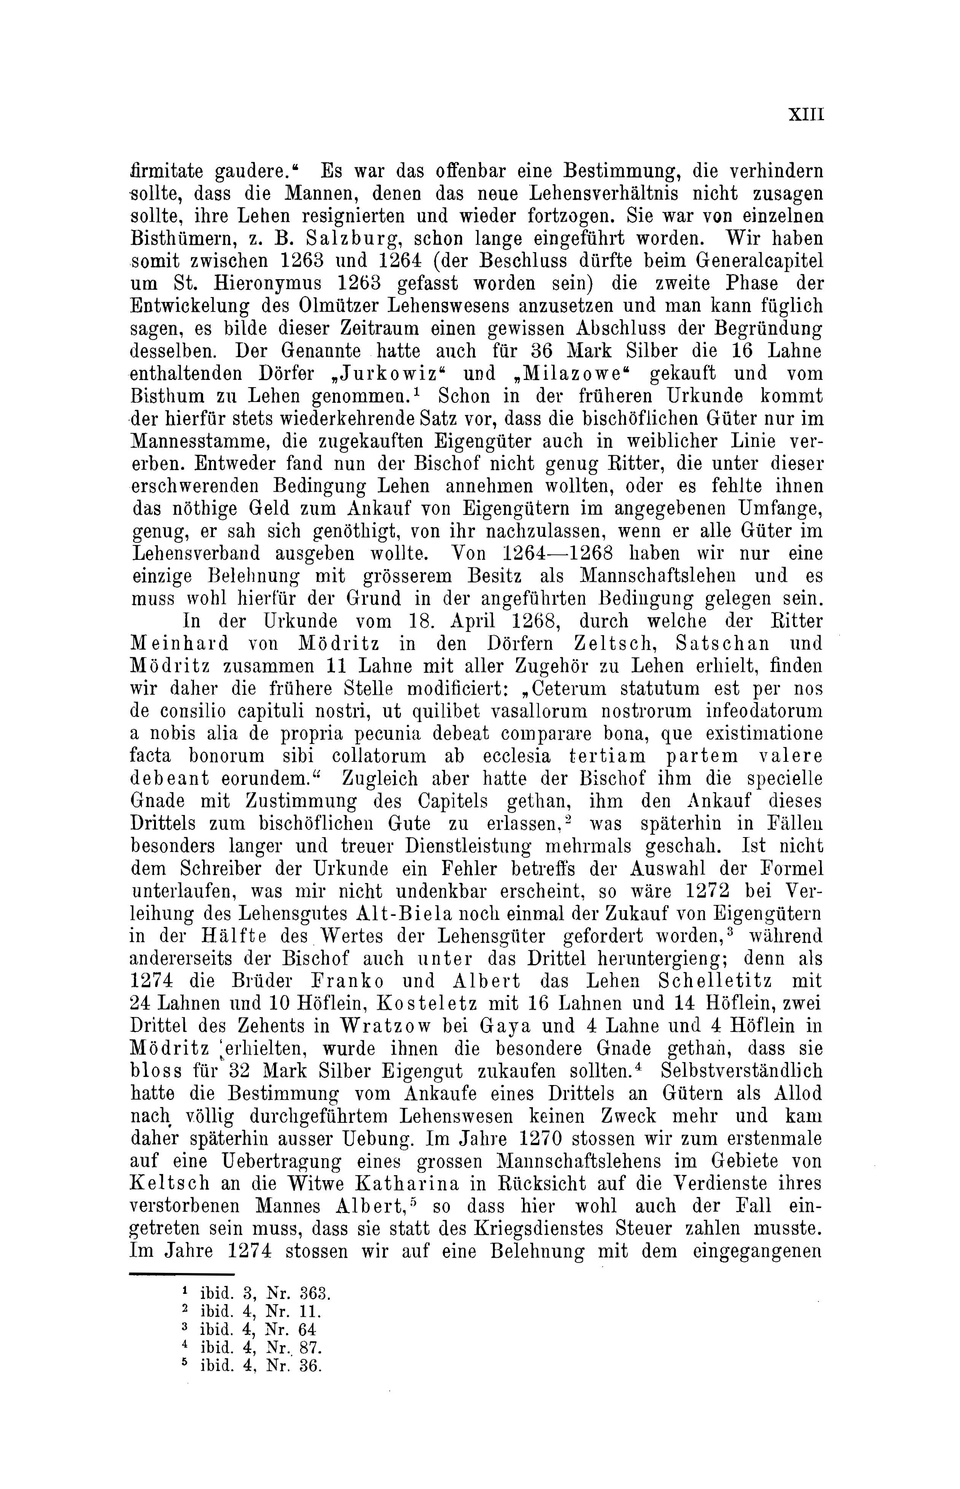 XIII
firmitate gaudere.“ Es war das offenbar eine Bestimmung, die verhindern
sollte, dass die Mannen, denen das neue Lehensverhältnis nicht zusagen
sollte, ihre Lehen resignierten und wieder fortzogen. Sie war von einzelnen
Bisthümern, z. B. Salzburg, schon lange eingeführt worden. Wir haben
somit zwischen 1263 und 1264 (der Beschluss dürfte beim Generalcapitel
um St. Hieronymus 1263 gefasst worden sein) die zweite Phase der
Entwickelung des Olmützer Lehenswesens anzusetzen und man kann füglich
sagen, es bilde dieser Zeitraum einen gewissen Abschluss der Begründung
desselben. Der Genannte hatte auch für 36 Mark Silber die 16 Lahne
enthaltenden Dörfer „Jurkowiz“ und „Milazowe“ gekauft und vom
Bisthum zu Lehen genommen.¹ Schon in der früheren Urkunde kommt
der hierfür stets wiederkehrende Satz vor, dass die bischöflichen Güter nur im
Mannesstamme, die zugekauften Eigengüter auch in weiblicher Linie ver-
erben. Entweder fand nun der Bischof nicht genug Ritter, die unter dieser
erschwerenden Bedingung Lehen annehmen wollten, oder es fehlte ihnen
das nöthige Geld zum Ankauf von Eigengütern im angegebenen Umfange,
genug, er sah sich genöthigt, von ihr nachzulassen, wenn er alle Güter im
Lehensverband ausgeben wollte. Von 1264—1268 haben wir nur eine
einzige Belehnung mit grösserem Besitz als Mannschaftslehen und es
muss wohl hierfür der Grund in der angeführten Bedingung gelegen sein.
In der Urkunde vom 18. April 1268, durch welche der Ritter
Meinhard von Mödritz in den Dörfern Zeltsch, Satschan und
Mödritz zusammen 11 Lahne mit aller Zugehör zu Lehen erhielt, finden
wir daher die frühere Stelle modificiert: „Ceterum statutum est per nos
de consilio capituli nostri, ut quilibet vasallorum nostrorum infeodatorum
a nobis alia de propria pecunia debeat comparare bona, que existimatione
facta bonorum sibi collatorum ab ecclesia tertiam partem valere
debeant eorundem.“ Zugleich aber hatte der Bischof ihm die specielle
Gnade mit Zustimmung des Capitels gethan, ihm den Ankauf dieses
Drittels zum bischöflichen Gute zu erlassen,² was späterhin in Fällen
besonders langer und treuer Dienstleistung mehrmals geschah. Ist nicht
dem Schreiber der Urkunde ein Fehler betreffs der Auswahl der Formel
unterlaufen, was mir nicht undenkbar erscheint, so wäre 1272 bei Ver-
leihung des Lehensgutes Alt-Biela noch einmal der Zukauf von Eigengütern
in der Hälfte des Wertes der Lehensgüter gefordert worden,³ während
andererseits der Bischof auch unter das Drittel heruntergieng; denn als
1274 die Brüder Franko und Albert das Lehen Schelletitz mit
24 Lahnen und 10 Höflein, Kosteletz mit 16 Lahnen und 14 Höflein, zwei
Drittel des Zehents in Wratzow bei Gaya und 4 Lahne und 4 Höflein in
Mödritz erhielten, wurde ihnen die besondere Gnade gethan, dass sie
bloss für 32 Mark Silber Eigengut zukaufen sollten.⁴ Selbstverständlich
hatte die Bestimmung vom Ankaufe eines Drittels an Gütern als Allod
nach völlig durchgeführtem Lehenswesen keinen Zweck mehr und kam
daher späterhin ausser Uebung. Im Jahre 1270 stossen wir zum erstenmale
auf eine Uebertragung eines grossen Mannschaftslehens im Gebiete von
Keltsch an die Witwe Katharina in Rücksicht auf die Verdienste ihres
verstorbenen Mannes Albert,⁵ so dass hier wohl auch der Fall ein-
getreten sein muss, dass sie statt des Kriegsdienstes Steuer zahlen musste.
Im Jahre 1274 stossen wir auf eine Belehnung mit dem eingegangenen
¹ ibid. 3, Nr. 363.
² ibid. 4, Nr. 11.
³ ibid. 4, Nr. 64
⁴ ibid. 4, Nr. 87.
⁵ ibid. 4, Nr. 36.